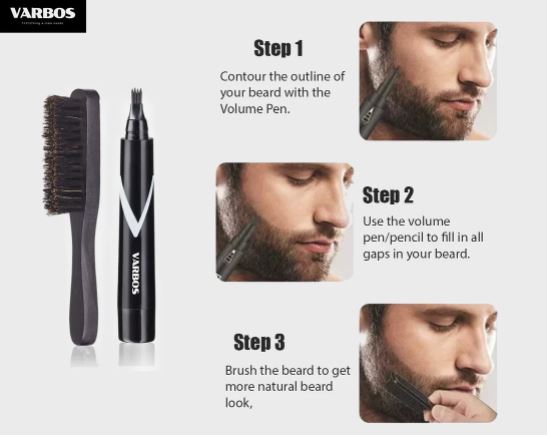 VARBOS
Step 1
Contour the outline of
your beard with the
Volume Pen.
Step 2
Use the volume
pen/pencil to fill in all
gaps in your beard.
VARBOS
Step 3
Brush the beard to get
more natural beard
look,